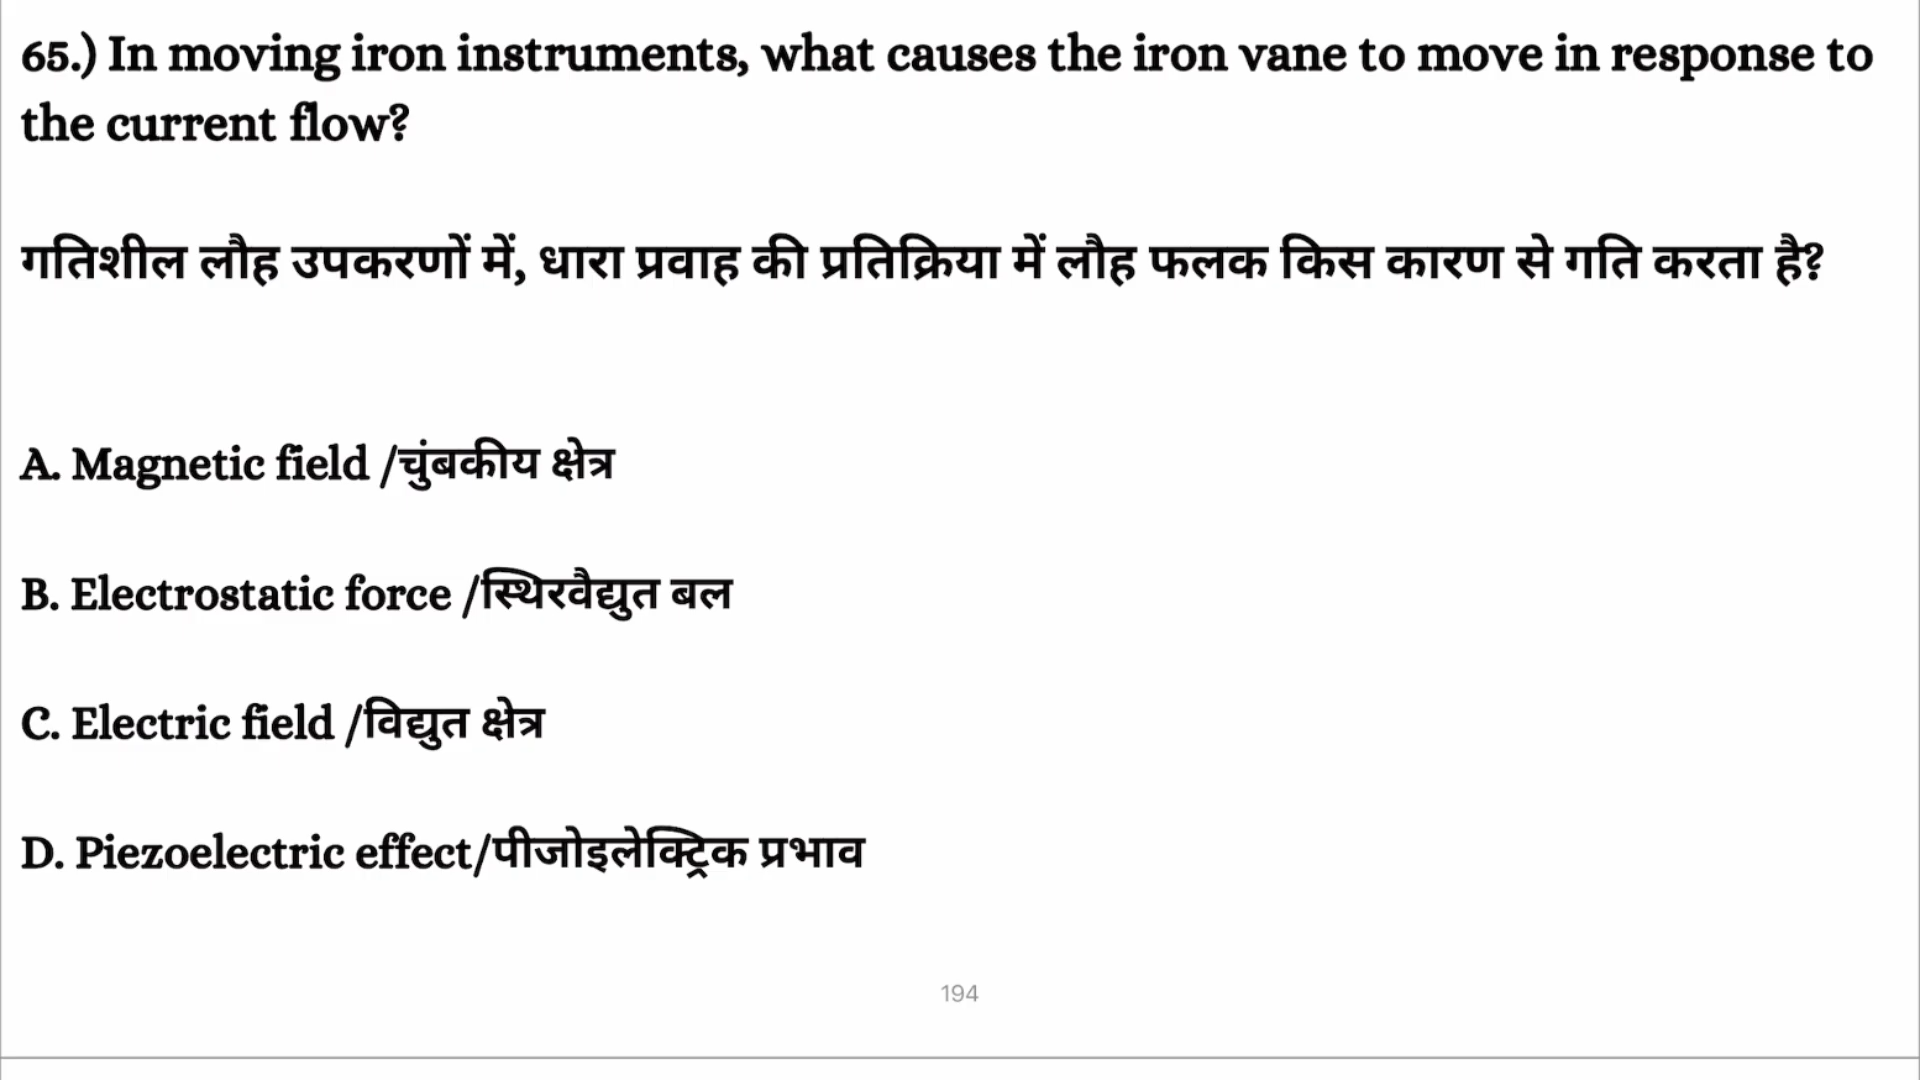 65.) In moving iron instruments, what causes the iron vane to move in response to
the current flow?
गतिशील लौह उपकरणों में, धारा प्रवाह की प्रतिक्रिया में लौह फलक किस कारण से गति करता है?
A. Magnetic field /चुंबकीय क्षेत्र
B. Electrostatic force /स्थिरवैद्युत बल
C. Electric field /विद्युत क्षेत्र
D. Piezoelectric effect/पीजोइलेक्ट्रिक प्रभाव
194